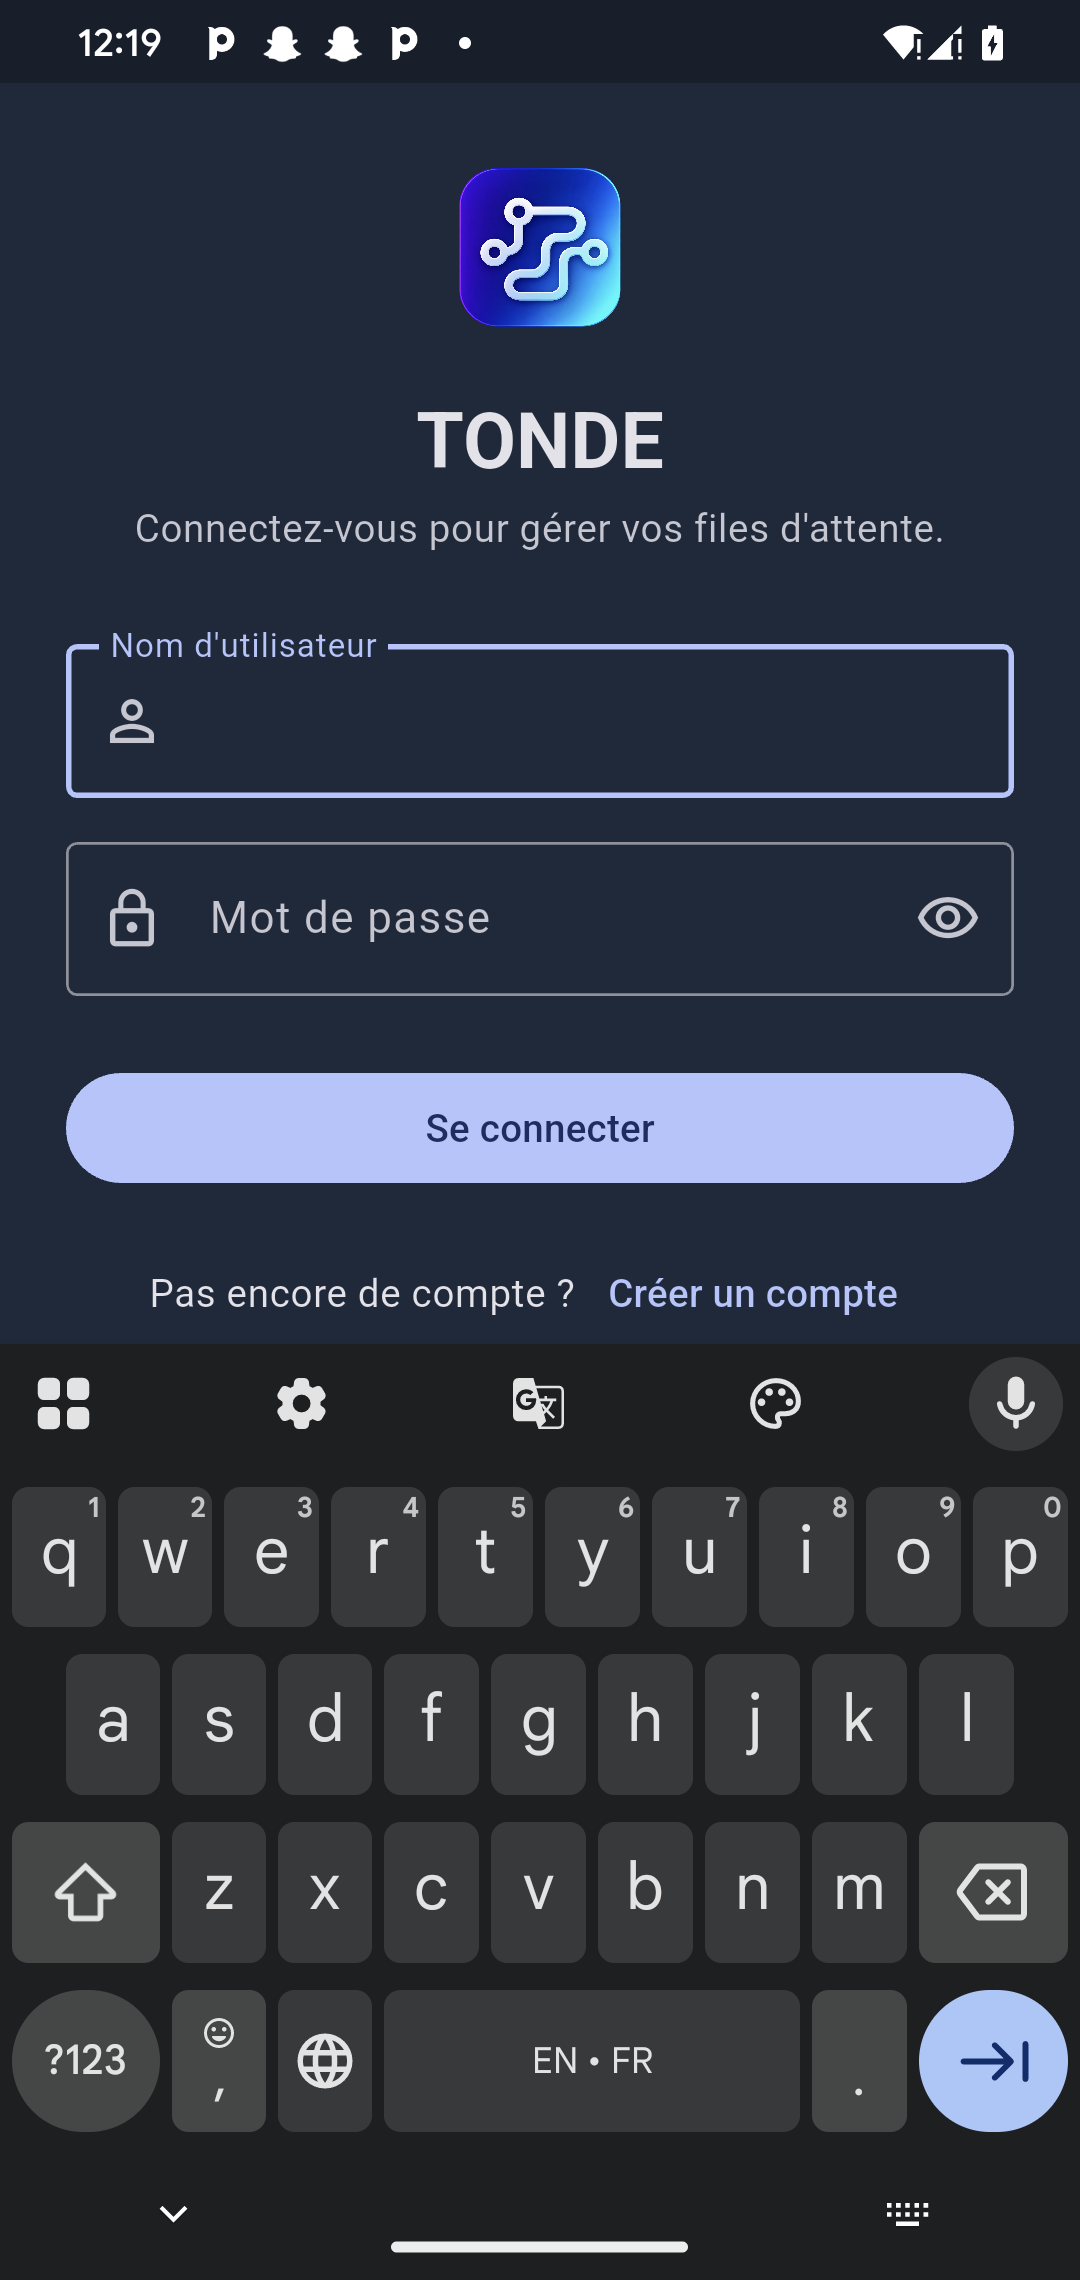 12:19
TONDE
Connectez-vous pour gérer vos files d'attente.
Nom d'utilisateur
Mot de passe
Se connecter
Pas encore de compte ? Créer un compte
1 2 3 4 5 6 7 8 9 0
q w e r t y u i o p
a s d f g h j k l
z x c v b n m
?123 , EN • FR .